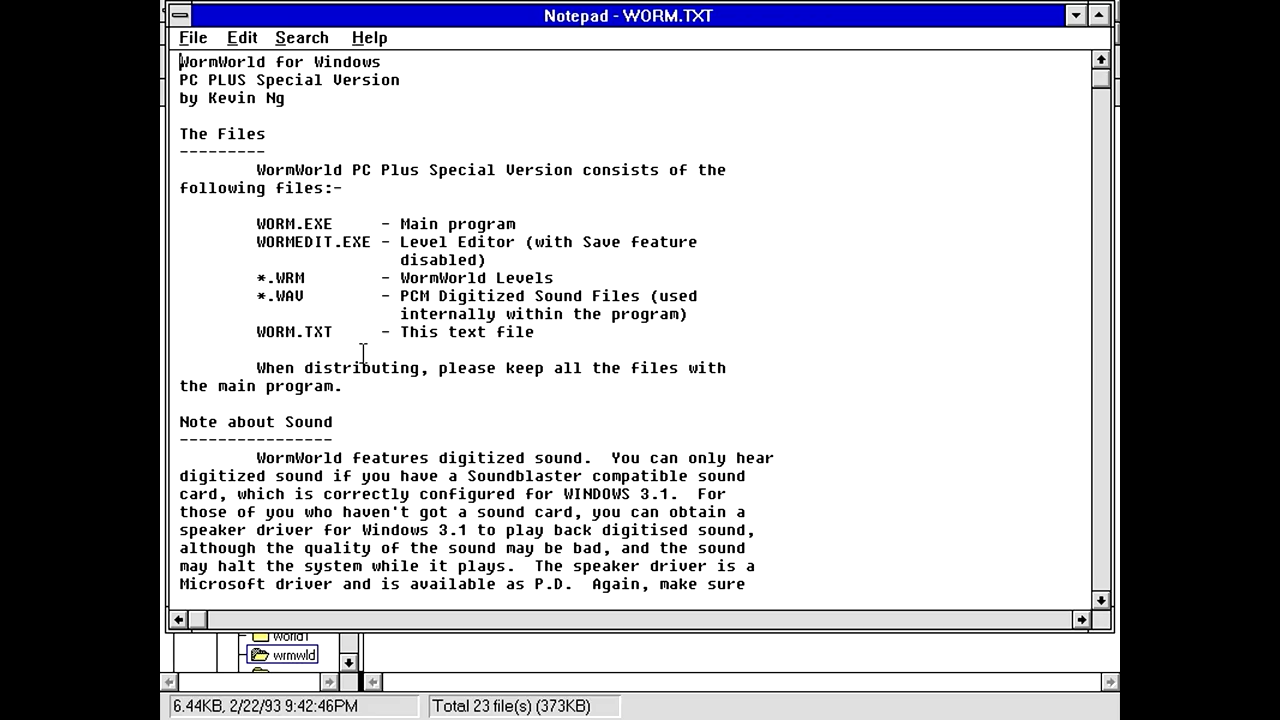 Notepad - WORM.TXT
File Edit Search Help
WormWorld for Windows
PC PLUS Special Version
by Kevin Ng
The Files
---------
WormWorld PC Plus Special Version consists of the
following files:-
WORM.EXE - Main program
WORMEDIT.EXE - Level Editor (with Save feature
disabled)
*.WRM - WormWorld Levels
*.WAV - PCM Digitized Sound Files (used
internally within the program)
WORM.TXT - This text file
When distributing, please keep all the files with
the main program.
Note about Sound
----------------
WormWorld features digitized sound. You can only hear
digitized sound if you have a Soundblaster compatible sound
card, which is correctly configured for WINDOWS 3.1. For
those of you who haven't got a sound card, you can obtain a
speaker driver for Windows 3.1 to play back digitised sound,
although the quality of the sound may be bad, and the sound
may halt the system while it plays. The speaker driver is a
Microsoft driver and is available as P.D. Again, make sure
wrmwld
6.44KB, 2/22/93 9:42:46PM
Total 23 file(s) (373KB)